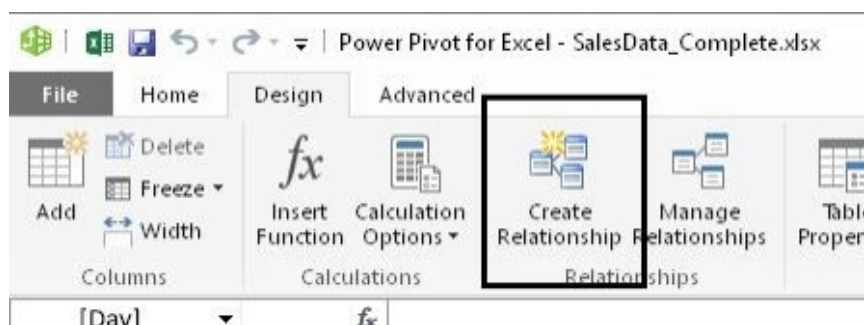 Power Pivot for Excel - SalesData_Complete.xlsx
File Home Design Advanced
Add
Delete
Freeze
Width
Columns
fx
Insert
Function
Calculation
Options
Calculations
Create
Relationship
Manage
Relationships
Relationships
[Day]
fx